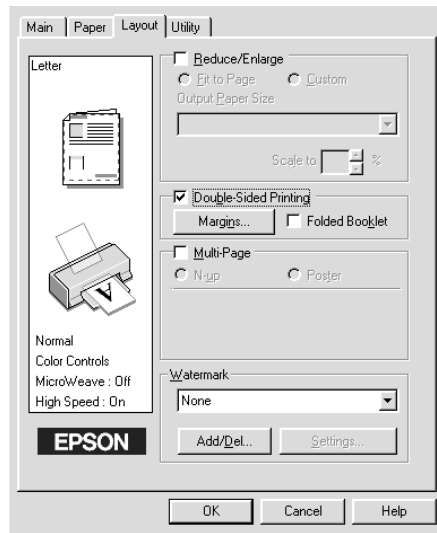 Main Paper Layout Utility
Letter
Normal
Color Controls
MicroWeave : Off
High Speed : On
EPSON
Reduce/Enlarge
Fit to Page Custom
Output Paper Size
Scale to %
Double-Sided Printing
Margins... Folded Booklet
Multi-Page
N-up Poster
Watermark
None
Add/Del... Settings...
OK Cancel Help